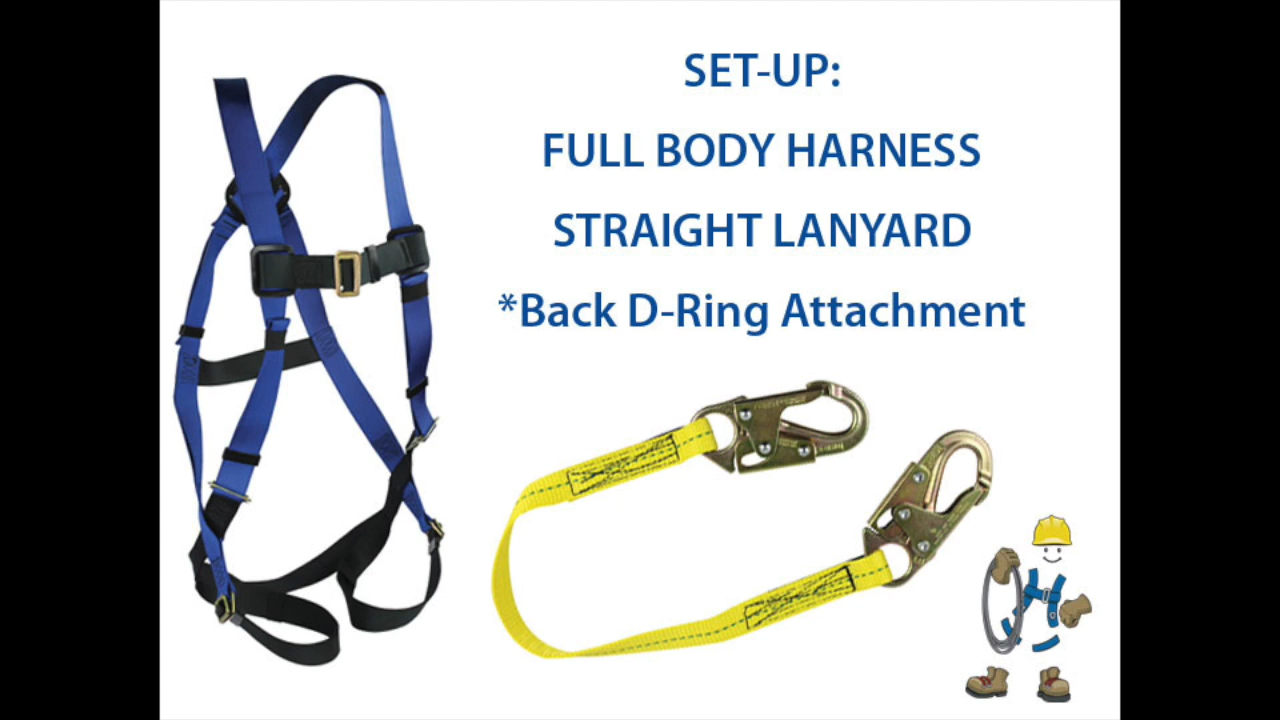 SET-UP:
FULL BODY HARNESS
STRAIGHT LANYARD
*Back D-Ring Attachment